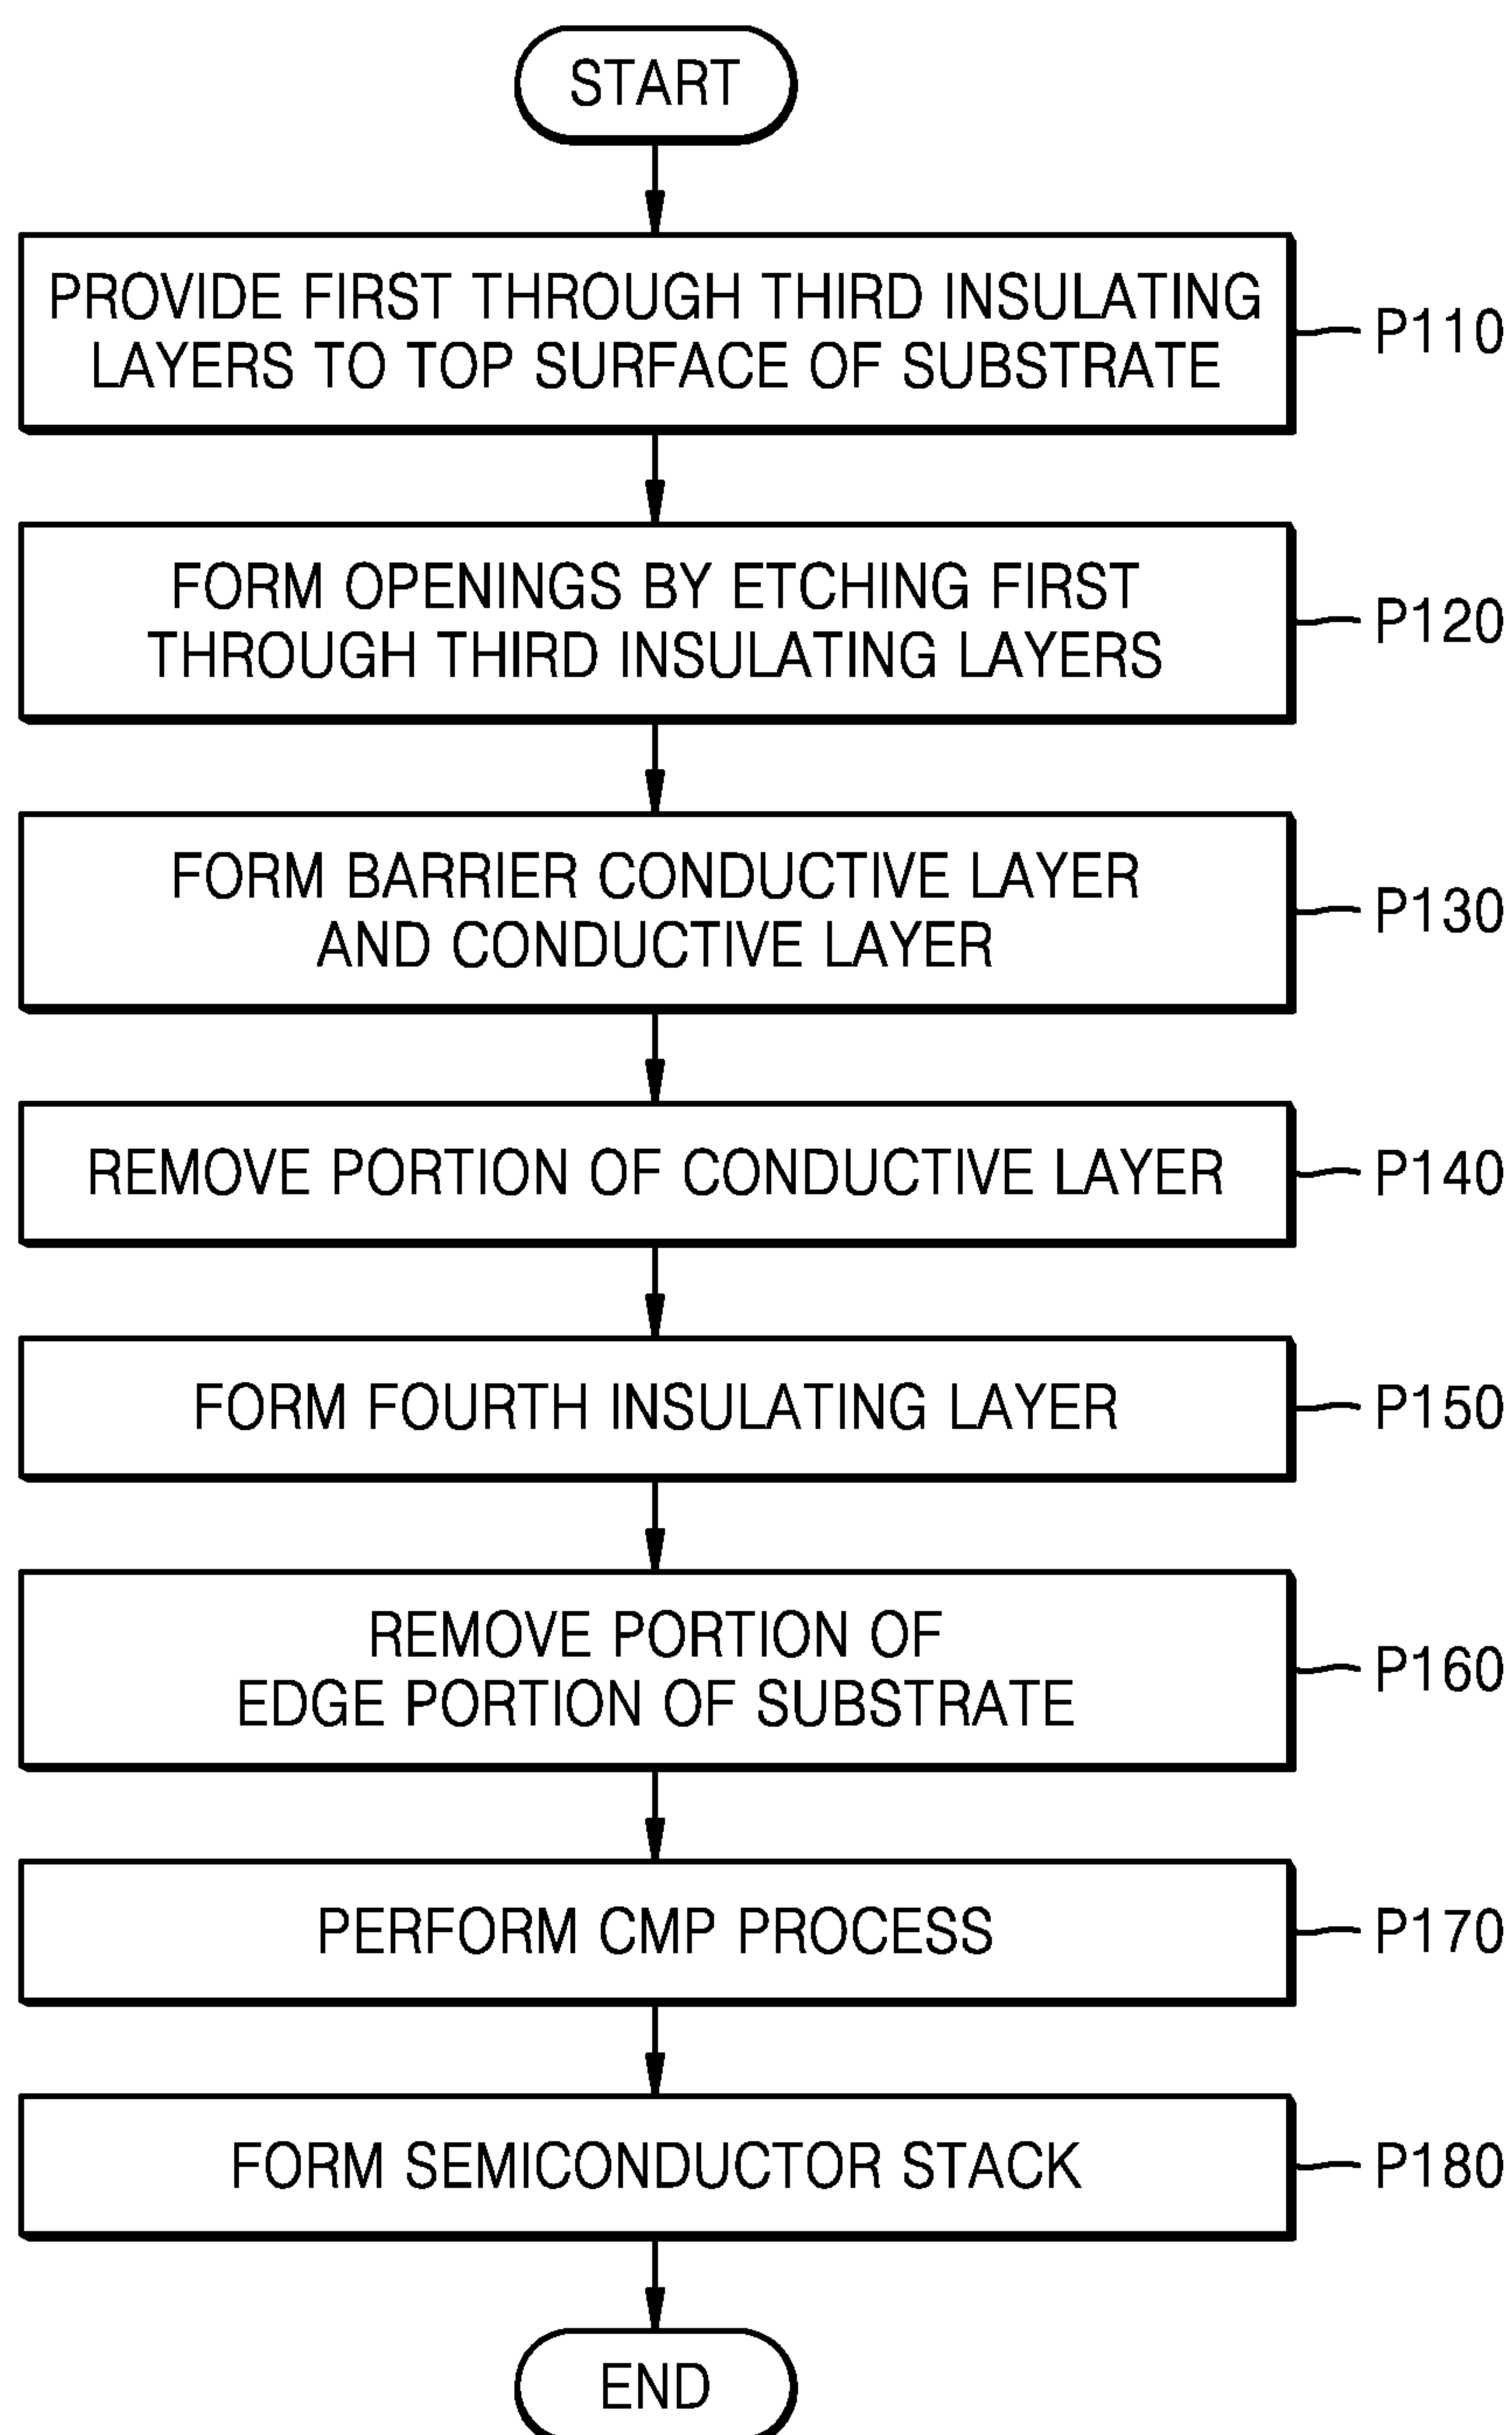 START
PROVIDE FIRST THROUGH THIRD INSULATING
LAYERS TO TOP SURFACE OF SUBSTRATE
P110
FORM OPENINGS BY ETCHING FIRST
THROUGH THIRD INSULATING LAYERS
P120
FORM BARRIER CONDUCTIVE LAYER
AND CONDUCTIVE LAYER
P130
REMOVE PORTION OF CONDUCTIVE LAYER
P140
FORM FOURTH INSULATING LAYER
P150
REMOVE PORTION OF
EDGE PORTION OF SUBSTRATE
P160
PERFORM CMP PROCESS
P170
FORM SEMICONDUCTOR STACK
P180
END